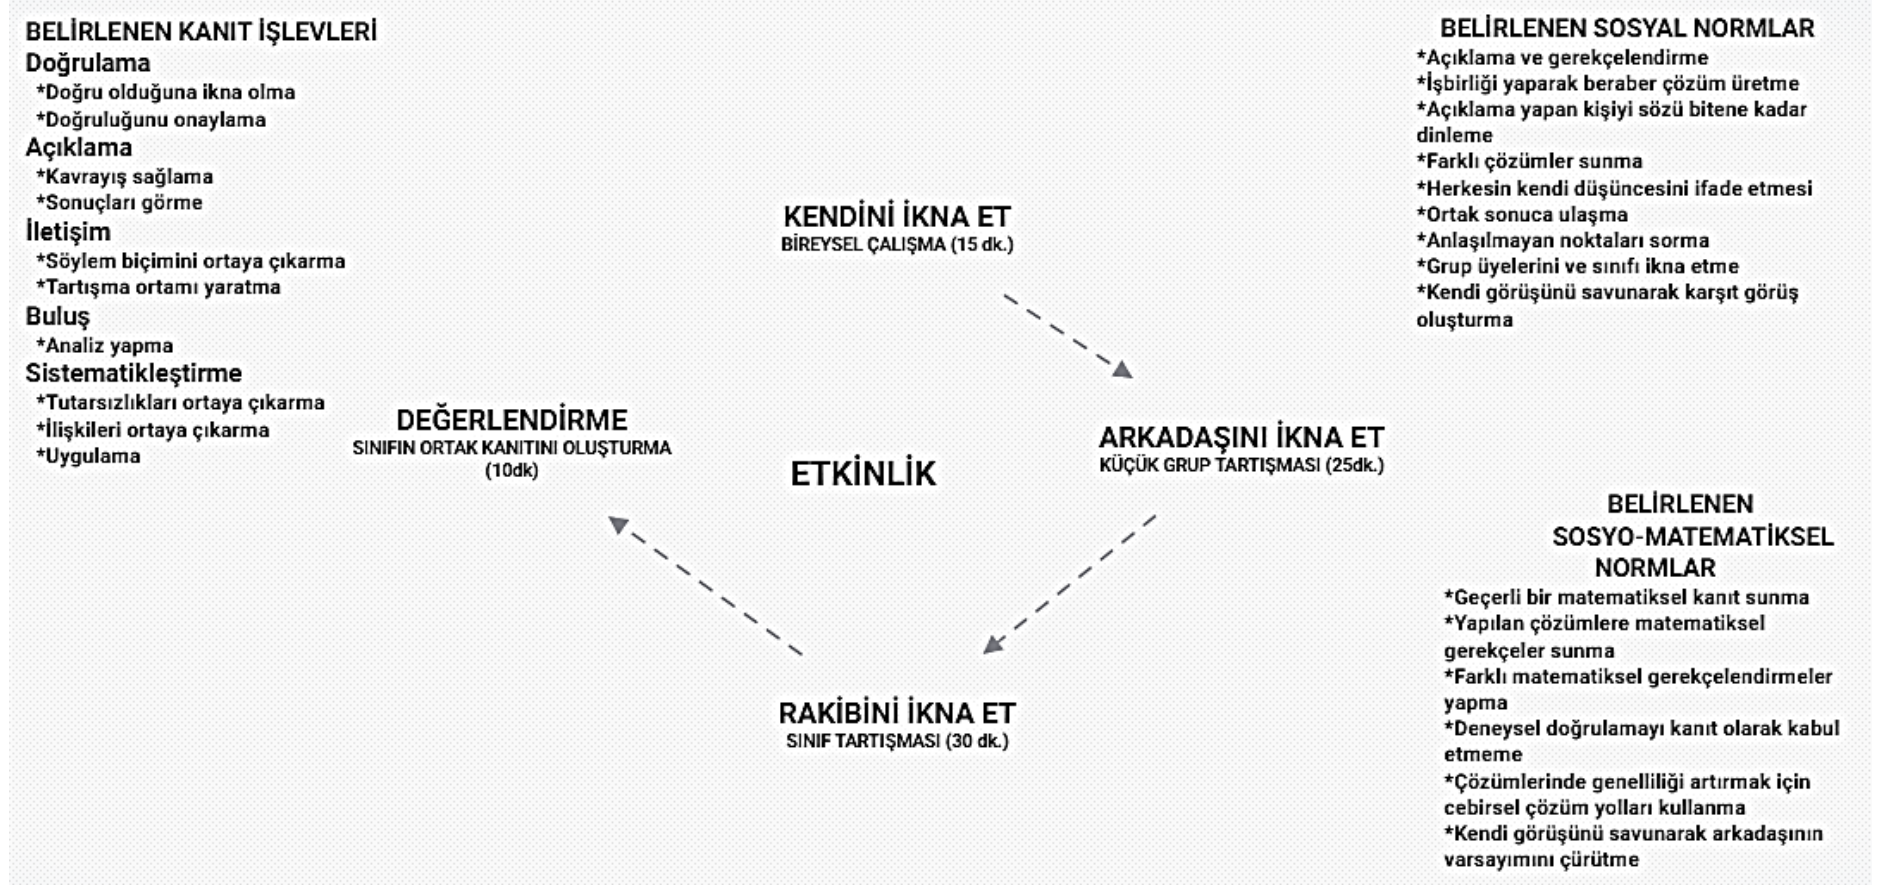 BELİRLENEN KANIT İŞLEVLERİ
Doğrulama
*Doğru olduğuna ikna olma
*Doğruluğunu onaylama
Açıklama
*Kavrayış sağlama
*Sonuçları görme
İletişim
*Söylem biçimini ortaya çıkarma
*Tartışma ortamı yaratma
Buluş
*Analiz yapma
Sistematikleştirme
*Tutarsızlıkları ortaya çıkarma
*İlişkileri ortaya çıkarma
*Uygulama
KENDİNİ İKNA ET
BİREYSEL ÇALIŞMA (15 dk.)
DEĞERLENDİRME
SINIFIN ORTAK KANITINI OLUŞTURMA
(10dk)
ETKİNLİK
ARKADAŞINI İKNA ET
KÜÇÜK GRUP TARTIŞMASI (25dk.)
RAKİBİNİ İKNA ET
SINIF TARTIŞMASI (30 dk.)
BELİRLENEN SOSYAL NORMLAR
*Açıklama ve gerekçelendirme
*İşbirliği yaparak beraber çözüm üretme
*Açıklama yapan kişiyi sözü bitene kadar
dinleme
*Farklı çözümler sunma
*Herkesin kendi düşüncesini ifade etmesi
*Ortak sonuca ulaşma
*Anlaşılmayan noktaları sorma
*Grup üyelerini ve sınıfı ikna etme
*Kendi görüşünü savunarak karşıt görüş
oluşturma
BELİRLENEN
SOSYO-MATEMATİKSEL
NORMLAR
*Geçerli bir matematiksel kanıt sunma
*Yapılan çözümlere matematiksel
gerekçeler sunma
*Farklı matematiksel gerekçelendirmeler
yapma
*Deneysel doğrulamayı kanıt olarak kabul
etmeme
*Çözümlerinde genelliliği artırmak için
cebirsel çözüm yolları kullanma
*Kendi görüşünü savunarak arkadaşının
varsayımını çürütme